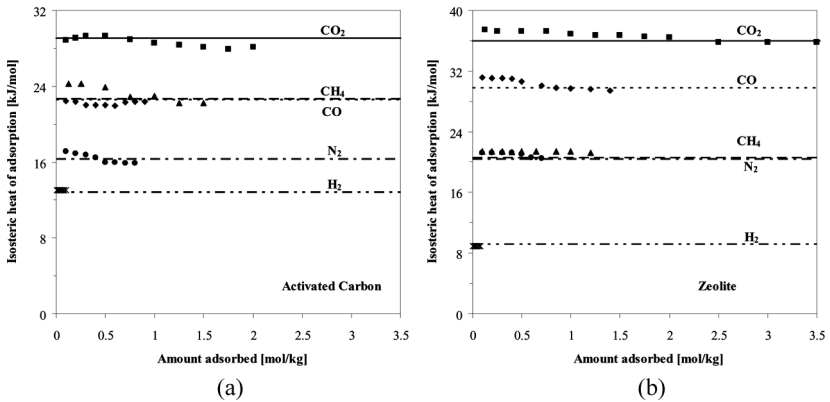 Isosteric heat of adsorption [kJ/mol]
32
24
16
8
0
0 0.5 1 1.5 2 2.5 3 3.5
CO2
CH4
CO
N2
H2
Activated Carbon
Amount adsorbed [mol/kg]
(a)
Isosteric heat of adsorption [kJ/mol]
40
32
24
16
8
0
0 0.5 1 1.5 2 2.5 3 3.5
CO2
CO
CH4
N2
H2
Zeolite
Amount adsorbed [mol/kg]
(b)